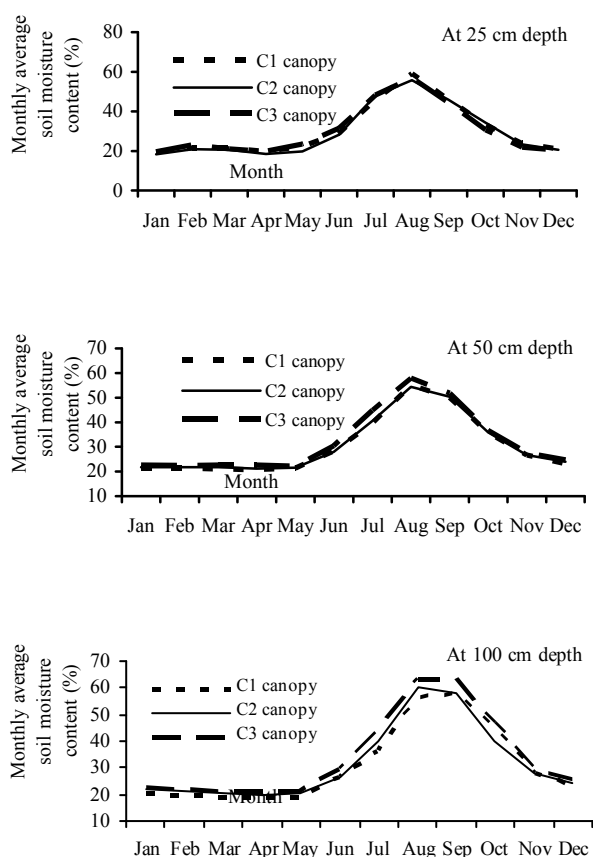 At 25 cm depth
Monthly average
soil moisture
content (%)
80
60
40
20
0
C1 canopy
C2 canopy
C3 canopy
Month
Jan Feb Mar Apr May Jun Jul Aug Sep Oct Nov Dec
At 50 cm depth
Monthly average
soil moisture
content (%)
70
60
50
40
30
20
10
C1 canopy
C2 canopy
C3 canopy
Month
Jan Feb Mar Apr May Jun Jul Aug Sep Oct Nov Dec
At 100 cm depth
Monthly average
soil moisture
content (%)
70
60
50
40
30
20
10
C1 canopy
C2 canopy
C3 canopy
Month
Jan Feb Mar Apr May Jun Jul Aug Sep Oct Nov Dec